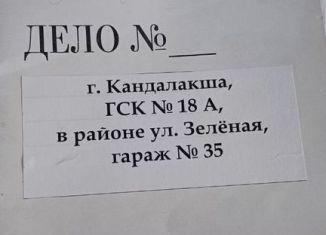 ДЕЛО №___
г. Кандалакша,
ГСК № 18 А,
в районе ул. Зелёная,
гараж № 35